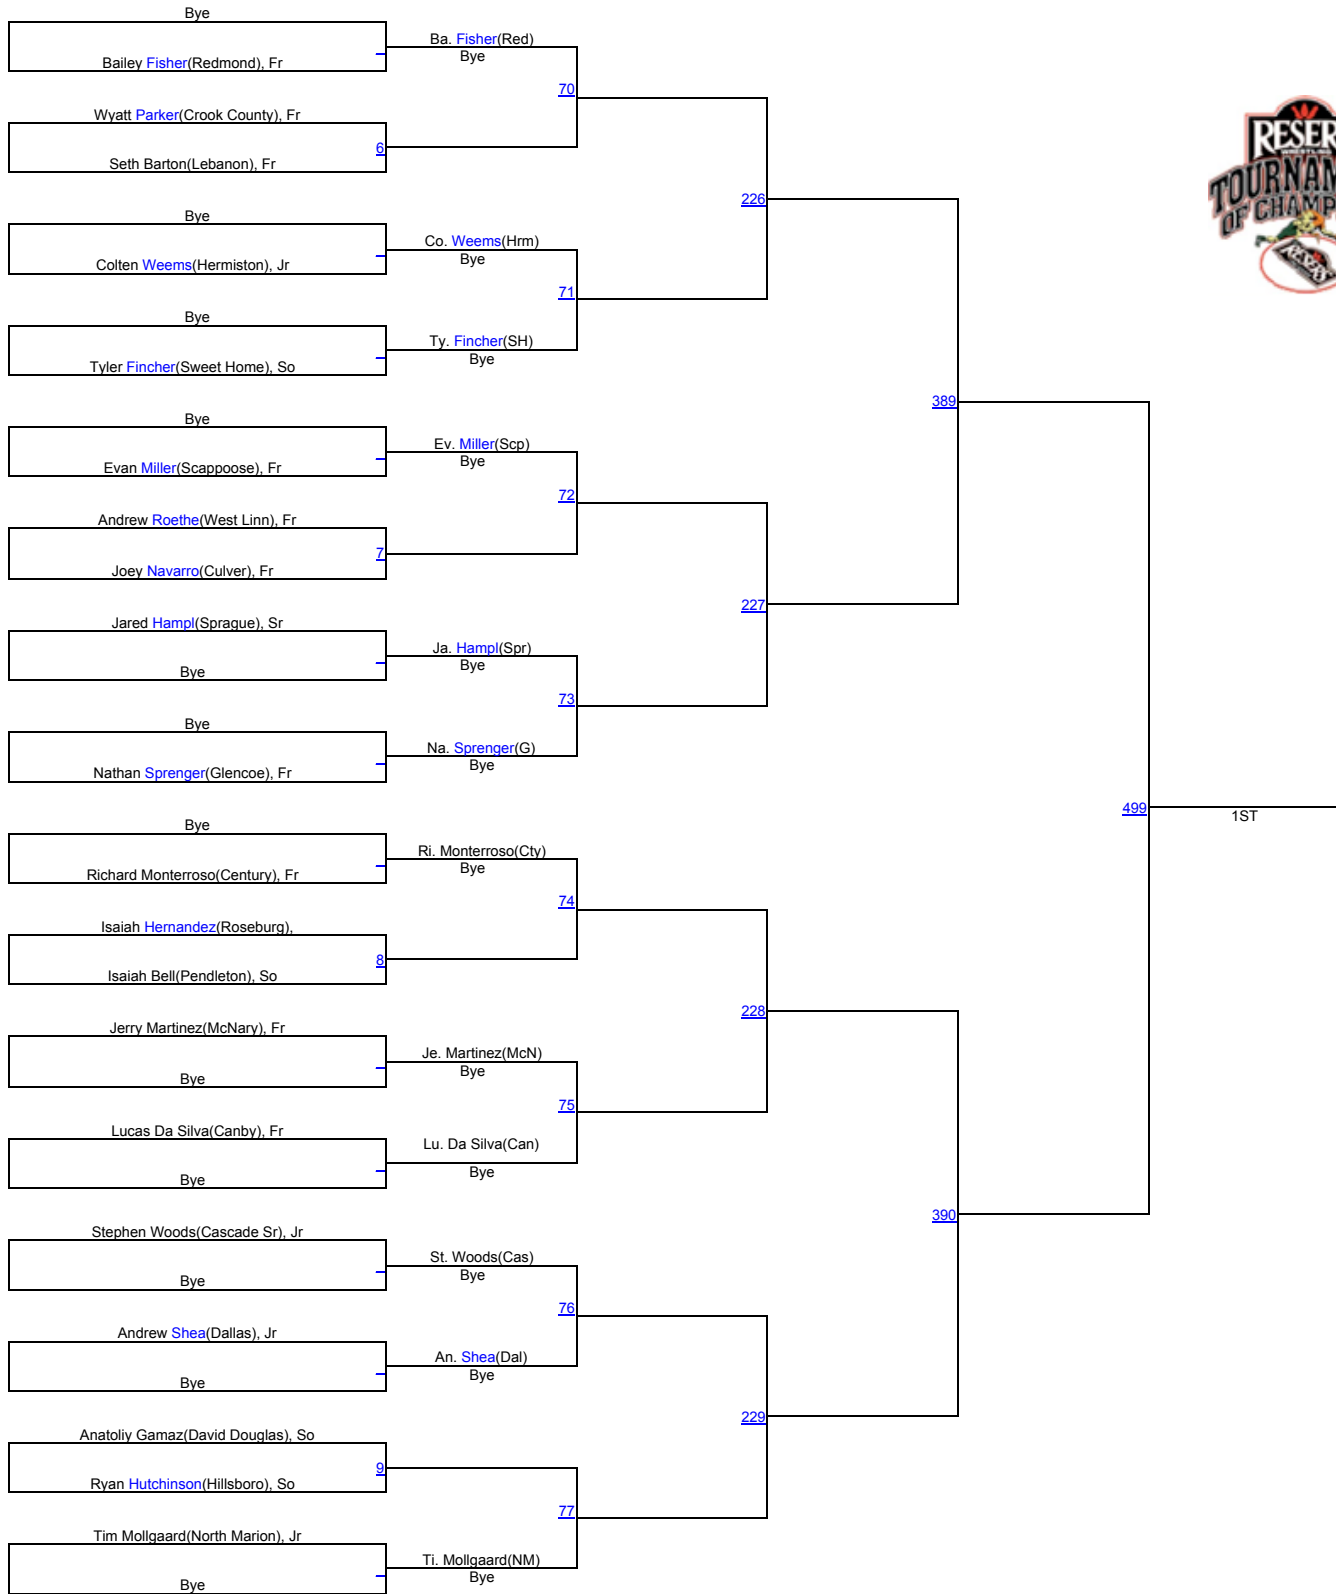 Bye
Bailey Fisher(Redmond), Fr
Ba. Fisher(Red)
Bye
70
Wyatt Parker(Crook County), Fr
Seth Barton(Lebanon), Fr
6
226
Bye
Colten Weems(Hermiston), Jr
Co. Weems(Hrm)
Bye
71
Bye
Tyler Fincher(Sweet Home), So
Ty. Fincher(SH)
Bye
389
Bye
Evan Miller(Scappoose), Fr
Ev. Miller(Scp)
Bye
72
Andrew Roethe(West Linn), Fr
Joey Navarro(Culver), Fr
7
227
Jared Hampl(Sprague), Sr
Bye
Ja. Hampl(Spr)
Bye
73
Bye
Nathan Sprenger(Glencoe), Fr
Na. Sprenger(G)
Bye
499
1ST
Bye
Richard Monterroso(Century), Fr
Ri. Monterroso(Cty)
Bye
74
Isaiah Hernandez(Roseburg),
Isaiah Bell(Pendleton), So
8
228
Jerry Martinez(McNary), Fr
Bye
Je. Martinez(McN)
Bye
75
Lucas Da Silva(Canby), Fr
Bye
Lu. Da Silva(Can)
Bye
390
Stephen Woods(Cascade Sr), Jr
Bye
St. Woods(Cas)
Bye
76
Andrew Shea(Dallas), Jr
Bye
An. Shea(Dal)
Bye
229
Anatoliy Gamaz(David Douglas), So
Ryan Hutchinson(Hillsboro), So
9
77
Tim Mollgaard(North Marion), Jr
Bye
Ti. Mollgaard(NM)
Bye
RESER
WRESTLING
TOURNAM
OF CHAMP